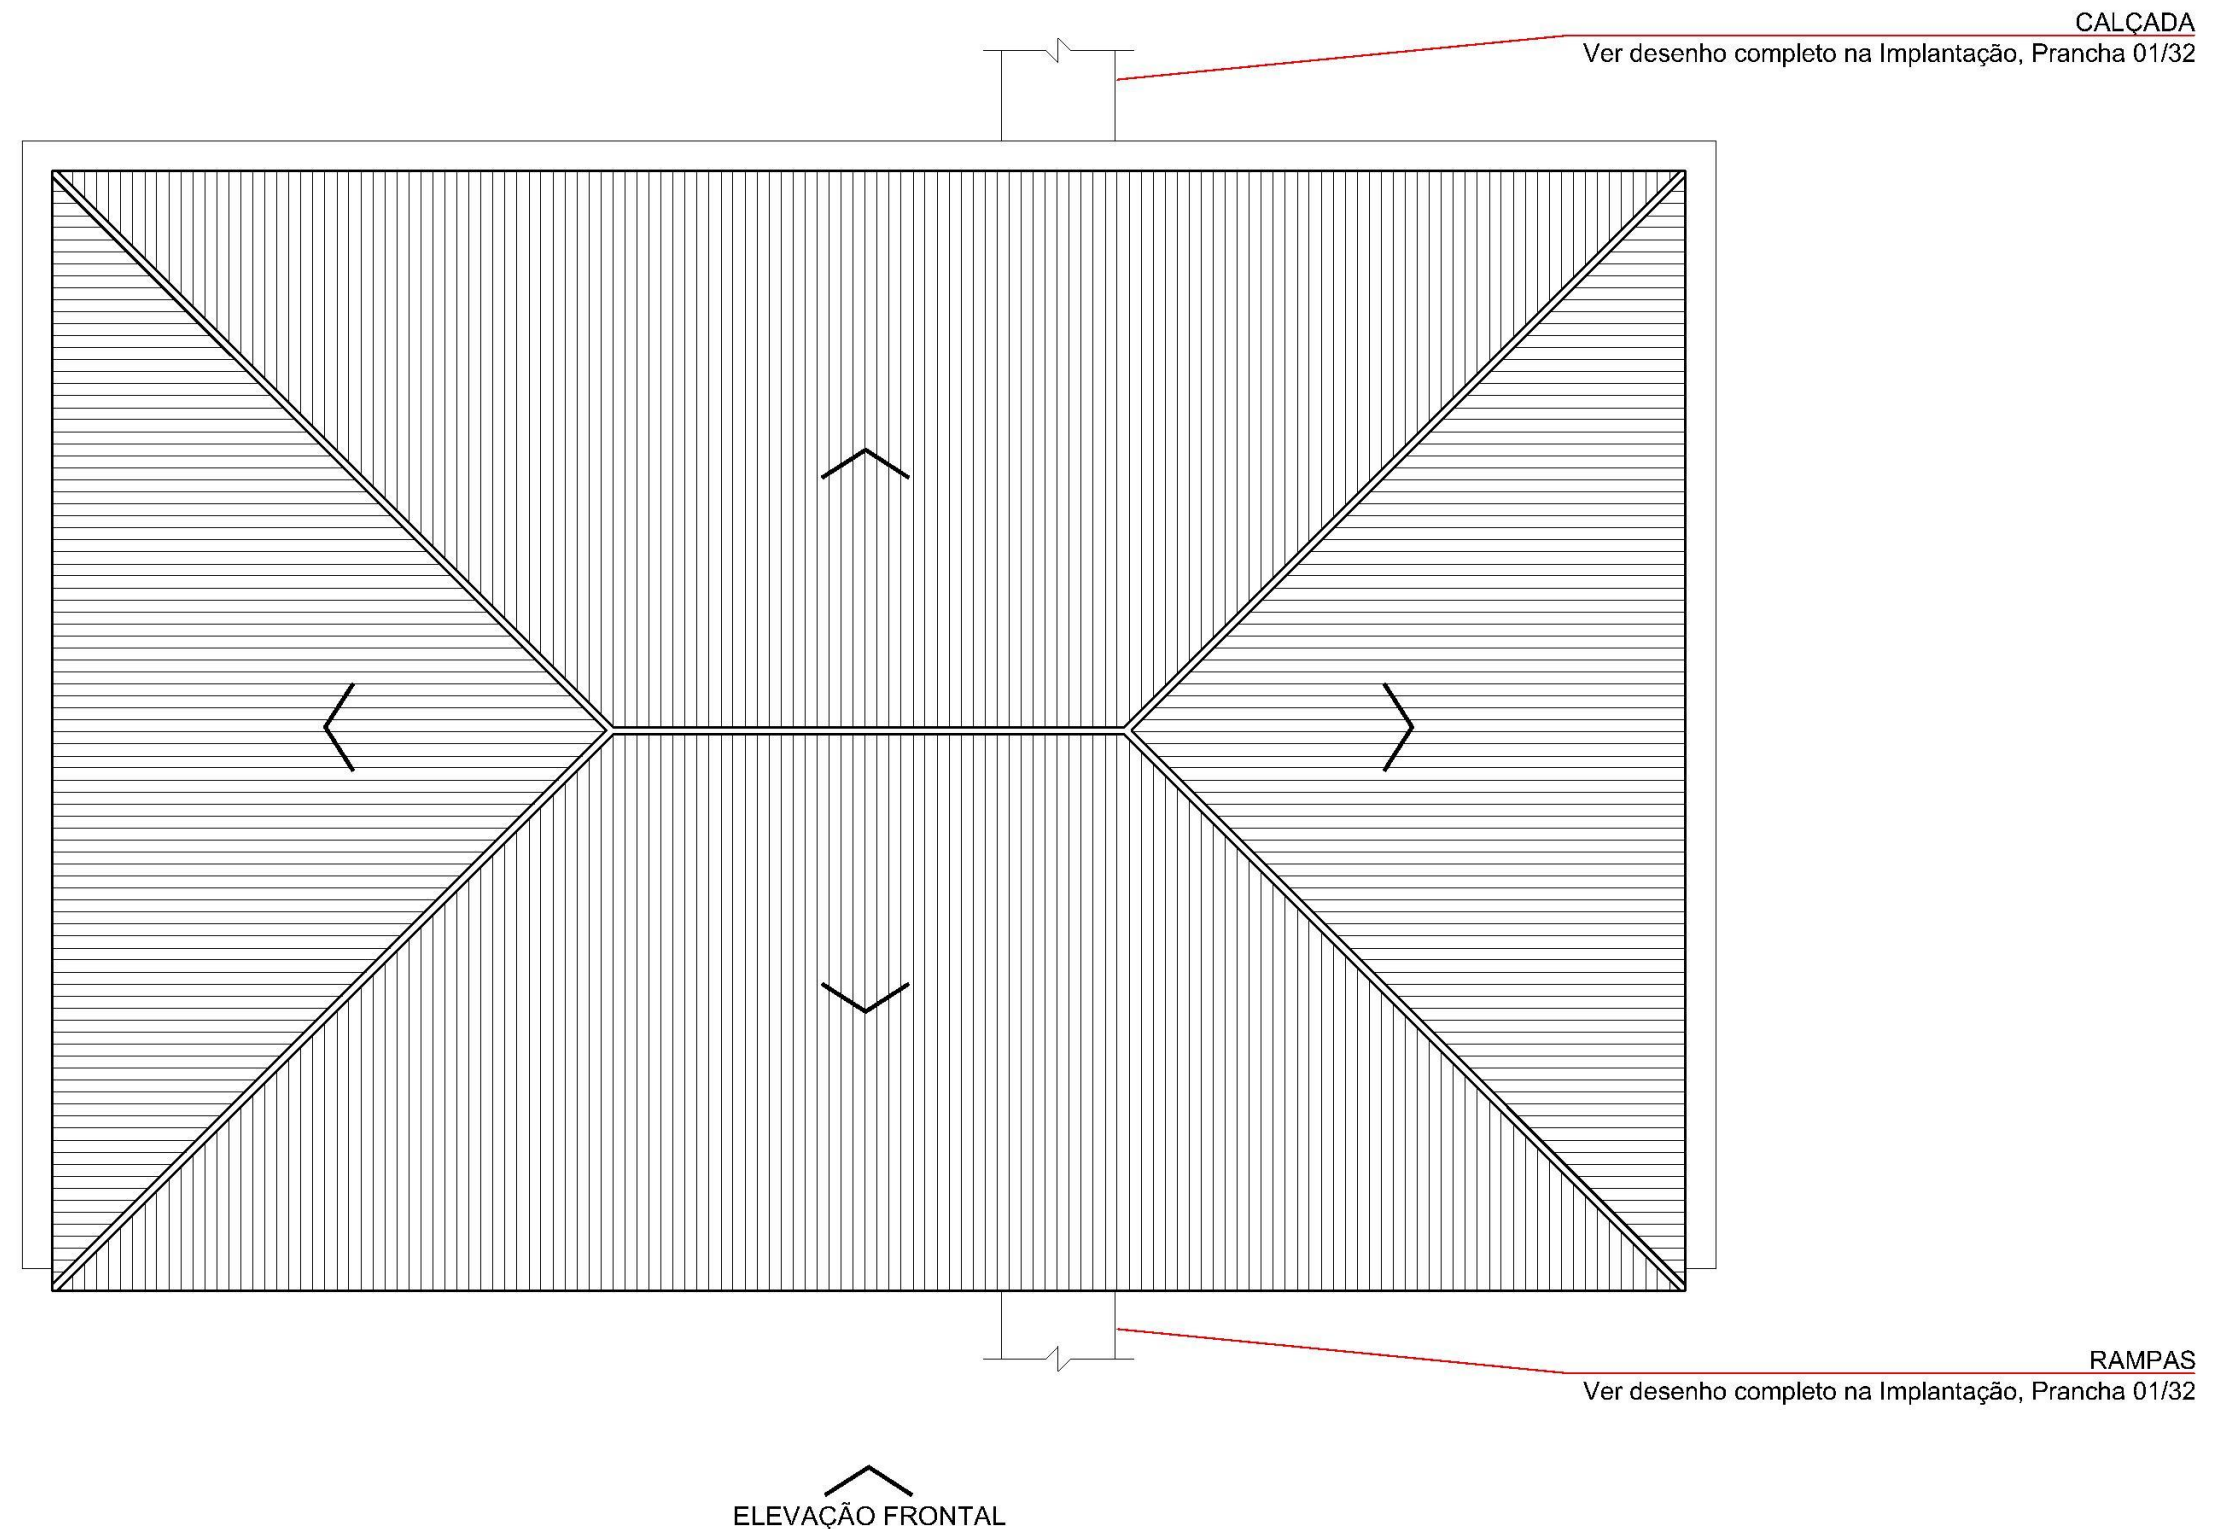 CALÇADA
Ver desenho completo na Implantação, Prancha 01/32
RAMPAS
Ver desenho completo na Implantação, Prancha 01/32
ELEVAÇÃO FRONTAL